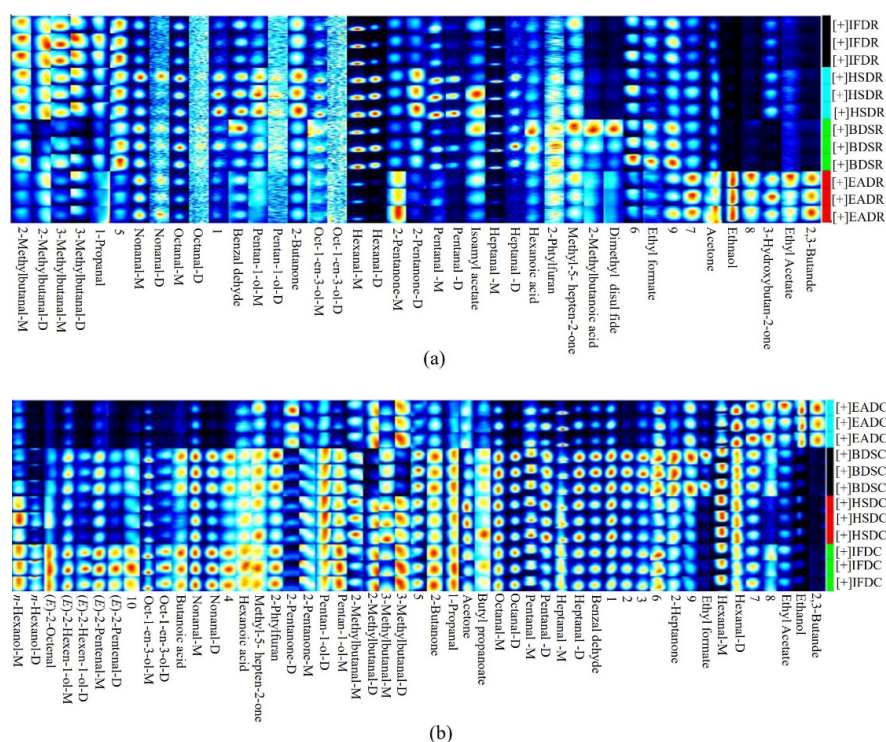 [+]IFDR
[+]IFDR
[+]IFDR
[+]HSDR
[+]HSDR
[+]HSDR
[+]BDSR
[+]BDSR
[+]BDSR
[+]EADR
[+]EADR
[+]EADR
2-Methylbutanal-M
2-Methylbutanal-D
3-Methylbutanal-M
3-Methylbutanal-D
1-Propanal
5
Nonanal-M
Nonanal-D
Octanal-M
Octanal-D
1
Benzal dehyde
Pentan-1-ol-M
Pentan-1-ol-D
2-Butanone
Oct-1-en-3-ol-M
Oct-1-en-3-ol-D
Hexanal-M
Hexanal-D
2-Pentanone-M
2-Pentanone-D
Pentanal -M
Pentanal -D
Isoamyl acetate
Heptanal -M
Heptanal -D
Hexanoic acid
2-Phtylfuran
Methyl-5- hepten-2-one
2-Methylbutanoic acid
Dimethyl disul fide
6
Ethyl formate
9
7
Acetone
Ethnaol
8
3-Hydroxybutan-2-one
Ethyl Acetate
2,3-Butande
(a)
[+]EADC
[+]EADC
[+]EADC
[+]BDSC
[+]BDSC
[+]BDSC
[+]HSDC
[+]HSDC
[+]HSDC
[+]IFDC
[+]IFDC
[+]IFDC
n-Hexanol-M
n-Hexanol-D
(E)-2-Octenal
(E)-2-Hexen-1-ol-M
(E)-2-Hexen-1-ol-D
(E)-2-Pentenal-M
(E)-2-Pentenal-D
10
Oct-1-en-3-ol-M
Oct-1-en-3-ol-D
Butanoic acid
Nonanal-M
Nonanal-D
4
Hexanoic acid
Methyl-5- hepten-2-one
2-Phtylfuran
2-Pentanone-D
2-Pentanone-M
Pentan-1-ol-D
Pentan-1-ol-M
2-Methylbutanal-M
2-Methylbutanal-D
3-Methylbutanal-M
3-Methylbutanal-D
5
2-Butanone
1-Propanal
Acetone
Butyl propanoate
Octanal-M
Octanal-D
Pentanal -M
Pentanal -D
Heptanal -M
Heptanal -D
Benzal dehyde
1
2
3
6
2-Heptanone
9
Ethyl formate
Hexanal-M
Hexanal-D
7
8
Ethyl Acetate
Ethanol
2,3-Butande
(b)